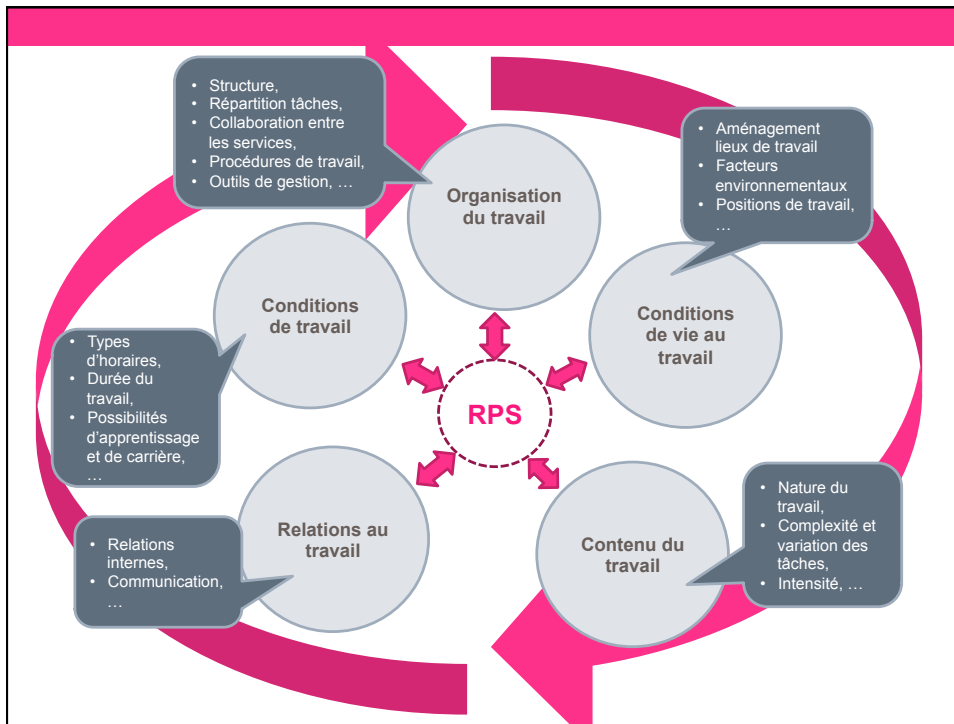 • Structure,
• Répartition tâches,
• Collaboration entre
les services,
• Procédures de travail,
• Outils de gestion, …
Organisation
du travail
• Aménagement
lieux de travail
• Facteurs
environnementaux
• Positions de travail,
…
Conditions
de travail
Conditions
de vie au
travail
• Types
d'horaires,
• Durée du
travail,
• Possibilités
d'apprentissage
et de carrière,
…
RPS
Relations au
travail
• Relations
internes,
• Communication,
…
Contenu du
travail
• Nature du
travail,
• Complexité et
variation des
tâches,
• Intensité, …